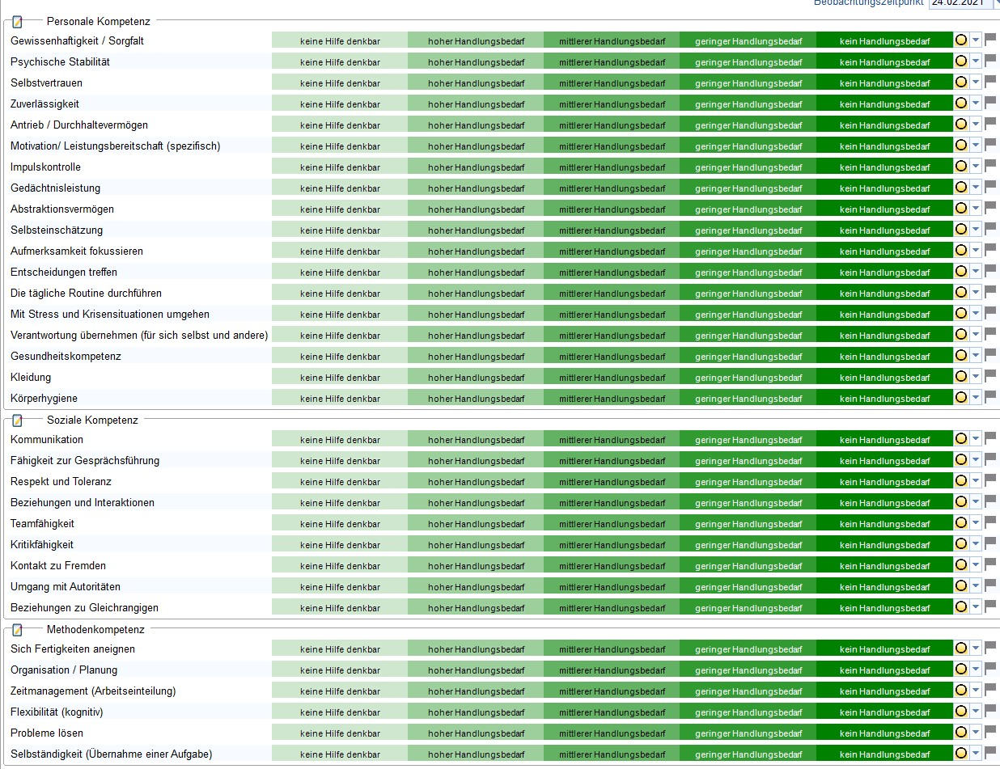 Beobachtungszeitpunkt 24.02.2021
Personale Kompetenz
Gewissenhaftigkeit / Sorgfalt keine Hilfe denkbar hoher Handlungsbedarf mittlerer Handlungsbedarf geringer Handlungsbedarf kein Handlungsbedarf
Psychische Stabilität keine Hilfe denkbar hoher Handlungsbedarf mittlerer Handlungsbedarf geringer Handlungsbedarf kein Handlungsbedarf
Selbstvertrauen keine Hilfe denkbar hoher Handlungsbedarf mittlerer Handlungsbedarf geringer Handlungsbedarf kein Handlungsbedarf
Zuverlässigkeit keine Hilfe denkbar hoher Handlungsbedarf mittlerer Handlungsbedarf geringer Handlungsbedarf kein Handlungsbedarf
Antrieb / Durchhaltevermögen keine Hilfe denkbar hoher Handlungsbedarf mittlerer Handlungsbedarf geringer Handlungsbedarf kein Handlungsbedarf
Motivation/ Leistungsbereitschaft (spezifisch) keine Hilfe denkbar hoher Handlungsbedarf mittlerer Handlungsbedarf geringer Handlungsbedarf kein Handlungsbedarf
Impulskontrolle keine Hilfe denkbar hoher Handlungsbedarf mittlerer Handlungsbedarf geringer Handlungsbedarf kein Handlungsbedarf
Gedächtnisleistung keine Hilfe denkbar hoher Handlungsbedarf mittlerer Handlungsbedarf geringer Handlungsbedarf kein Handlungsbedarf
Abstraktionsvermögen keine Hilfe denkbar hoher Handlungsbedarf mittlerer Handlungsbedarf geringer Handlungsbedarf kein Handlungsbedarf
Selbsteinschätzung keine Hilfe denkbar hoher Handlungsbedarf mittlerer Handlungsbedarf geringer Handlungsbedarf kein Handlungsbedarf
Aufmerksamkeit fokussieren keine Hilfe denkbar hoher Handlungsbedarf mittlerer Handlungsbedarf geringer Handlungsbedarf kein Handlungsbedarf
Entscheidungen treffen keine Hilfe denkbar hoher Handlungsbedarf mittlerer Handlungsbedarf geringer Handlungsbedarf kein Handlungsbedarf
Die tägliche Routine durchführen keine Hilfe denkbar hoher Handlungsbedarf mittlerer Handlungsbedarf geringer Handlungsbedarf kein Handlungsbedarf
Mit Stress und Krisensituationen umgehen keine Hilfe denkbar hoher Handlungsbedarf mittlerer Handlungsbedarf geringer Handlungsbedarf kein Handlungsbedarf
Verantwortung übernehmen (für sich selbst und andere) keine Hilfe denkbar hoher Handlungsbedarf mittlerer Handlungsbedarf geringer Handlungsbedarf kein Handlungsbedarf
Gesundheitskompetenz keine Hilfe denkbar hoher Handlungsbedarf mittlerer Handlungsbedarf geringer Handlungsbedarf kein Handlungsbedarf
Kleidung keine Hilfe denkbar hoher Handlungsbedarf mittlerer Handlungsbedarf geringer Handlungsbedarf kein Handlungsbedarf
Körperhygiene keine Hilfe denkbar hoher Handlungsbedarf mittlerer Handlungsbedarf geringer Handlungsbedarf kein Handlungsbedarf
Soziale Kompetenz
Kommunikation keine Hilfe denkbar hoher Handlungsbedarf mittlerer Handlungsbedarf geringer Handlungsbedarf kein Handlungsbedarf
Fähigkeit zur Gesprächsführung keine Hilfe denkbar hoher Handlungsbedarf mittlerer Handlungsbedarf geringer Handlungsbedarf kein Handlungsbedarf
Respekt und Toleranz keine Hilfe denkbar hoher Handlungsbedarf mittlerer Handlungsbedarf geringer Handlungsbedarf kein Handlungsbedarf
Beziehungen und Interaktionen keine Hilfe denkbar hoher Handlungsbedarf mittlerer Handlungsbedarf geringer Handlungsbedarf kein Handlungsbedarf
Teamfähigkeit keine Hilfe denkbar hoher Handlungsbedarf mittlerer Handlungsbedarf geringer Handlungsbedarf kein Handlungsbedarf
Kritikfähigkeit keine Hilfe denkbar hoher Handlungsbedarf mittlerer Handlungsbedarf geringer Handlungsbedarf kein Handlungsbedarf
Kontakt zu Fremden keine Hilfe denkbar hoher Handlungsbedarf mittlerer Handlungsbedarf geringer Handlungsbedarf kein Handlungsbedarf
Umgang mit Autoritäten keine Hilfe denkbar hoher Handlungsbedarf mittlerer Handlungsbedarf geringer Handlungsbedarf kein Handlungsbedarf
Beziehungen zu Gleichrangigen keine Hilfe denkbar hoher Handlungsbedarf mittlerer Handlungsbedarf geringer Handlungsbedarf kein Handlungsbedarf
Methodenkompetenz
Sich Fertigkeiten aneignen keine Hilfe denkbar hoher Handlungsbedarf mittlerer Handlungsbedarf geringer Handlungsbedarf kein Handlungsbedarf
Organisation / Planung keine Hilfe denkbar hoher Handlungsbedarf mittlerer Handlungsbedarf geringer Handlungsbedarf kein Handlungsbedarf
Zeitmanagement (Arbeitseinteilung) keine Hilfe denkbar hoher Handlungsbedarf mittlerer Handlungsbedarf geringer Handlungsbedarf kein Handlungsbedarf
Flexibilität (kognitiv) keine Hilfe denkbar hoher Handlungsbedarf mittlerer Handlungsbedarf geringer Handlungsbedarf kein Handlungsbedarf
Probleme lösen keine Hilfe denkbar hoher Handlungsbedarf mittlerer Handlungsbedarf geringer Handlungsbedarf kein Handlungsbedarf
Selbständigkeit (Übernahme einer Aufgabe) keine Hilfe denkbar hoher Handlungsbedarf mittlerer Handlungsbedarf geringer Handlungsbedarf kein Handlungsbedarf